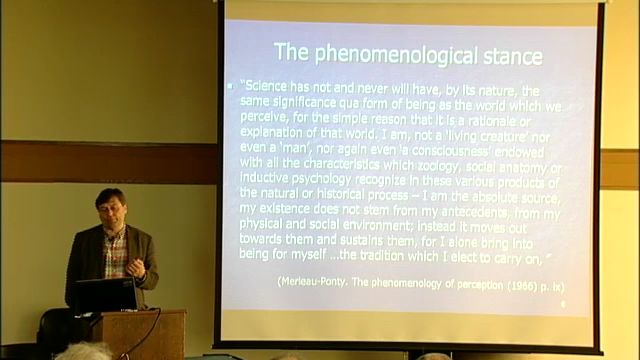 The phenomenological stance
"Science has not and never will have, by its nature, the
same significance qua form of being as the world which we
perceive, for the simple reason that it is a rationale or
explanation of that world. I am, not a 'living creature' nor
even a 'man', nor again even 'a consciousness' endowed
with all the characteristics which zoology, social anatomy or
inductive psychology recognize in these various products of
the natural or historical process – I am the absolute source,
my existence does not stem from my antecedents, from my
physical and social environment; instead it moves out
towards them and sustains them, for I alone bring into
being for myself …the tradition which I elect to carry on, "
(Merleau-Ponty. The phenomenology of perception (1966) p. ix)
6